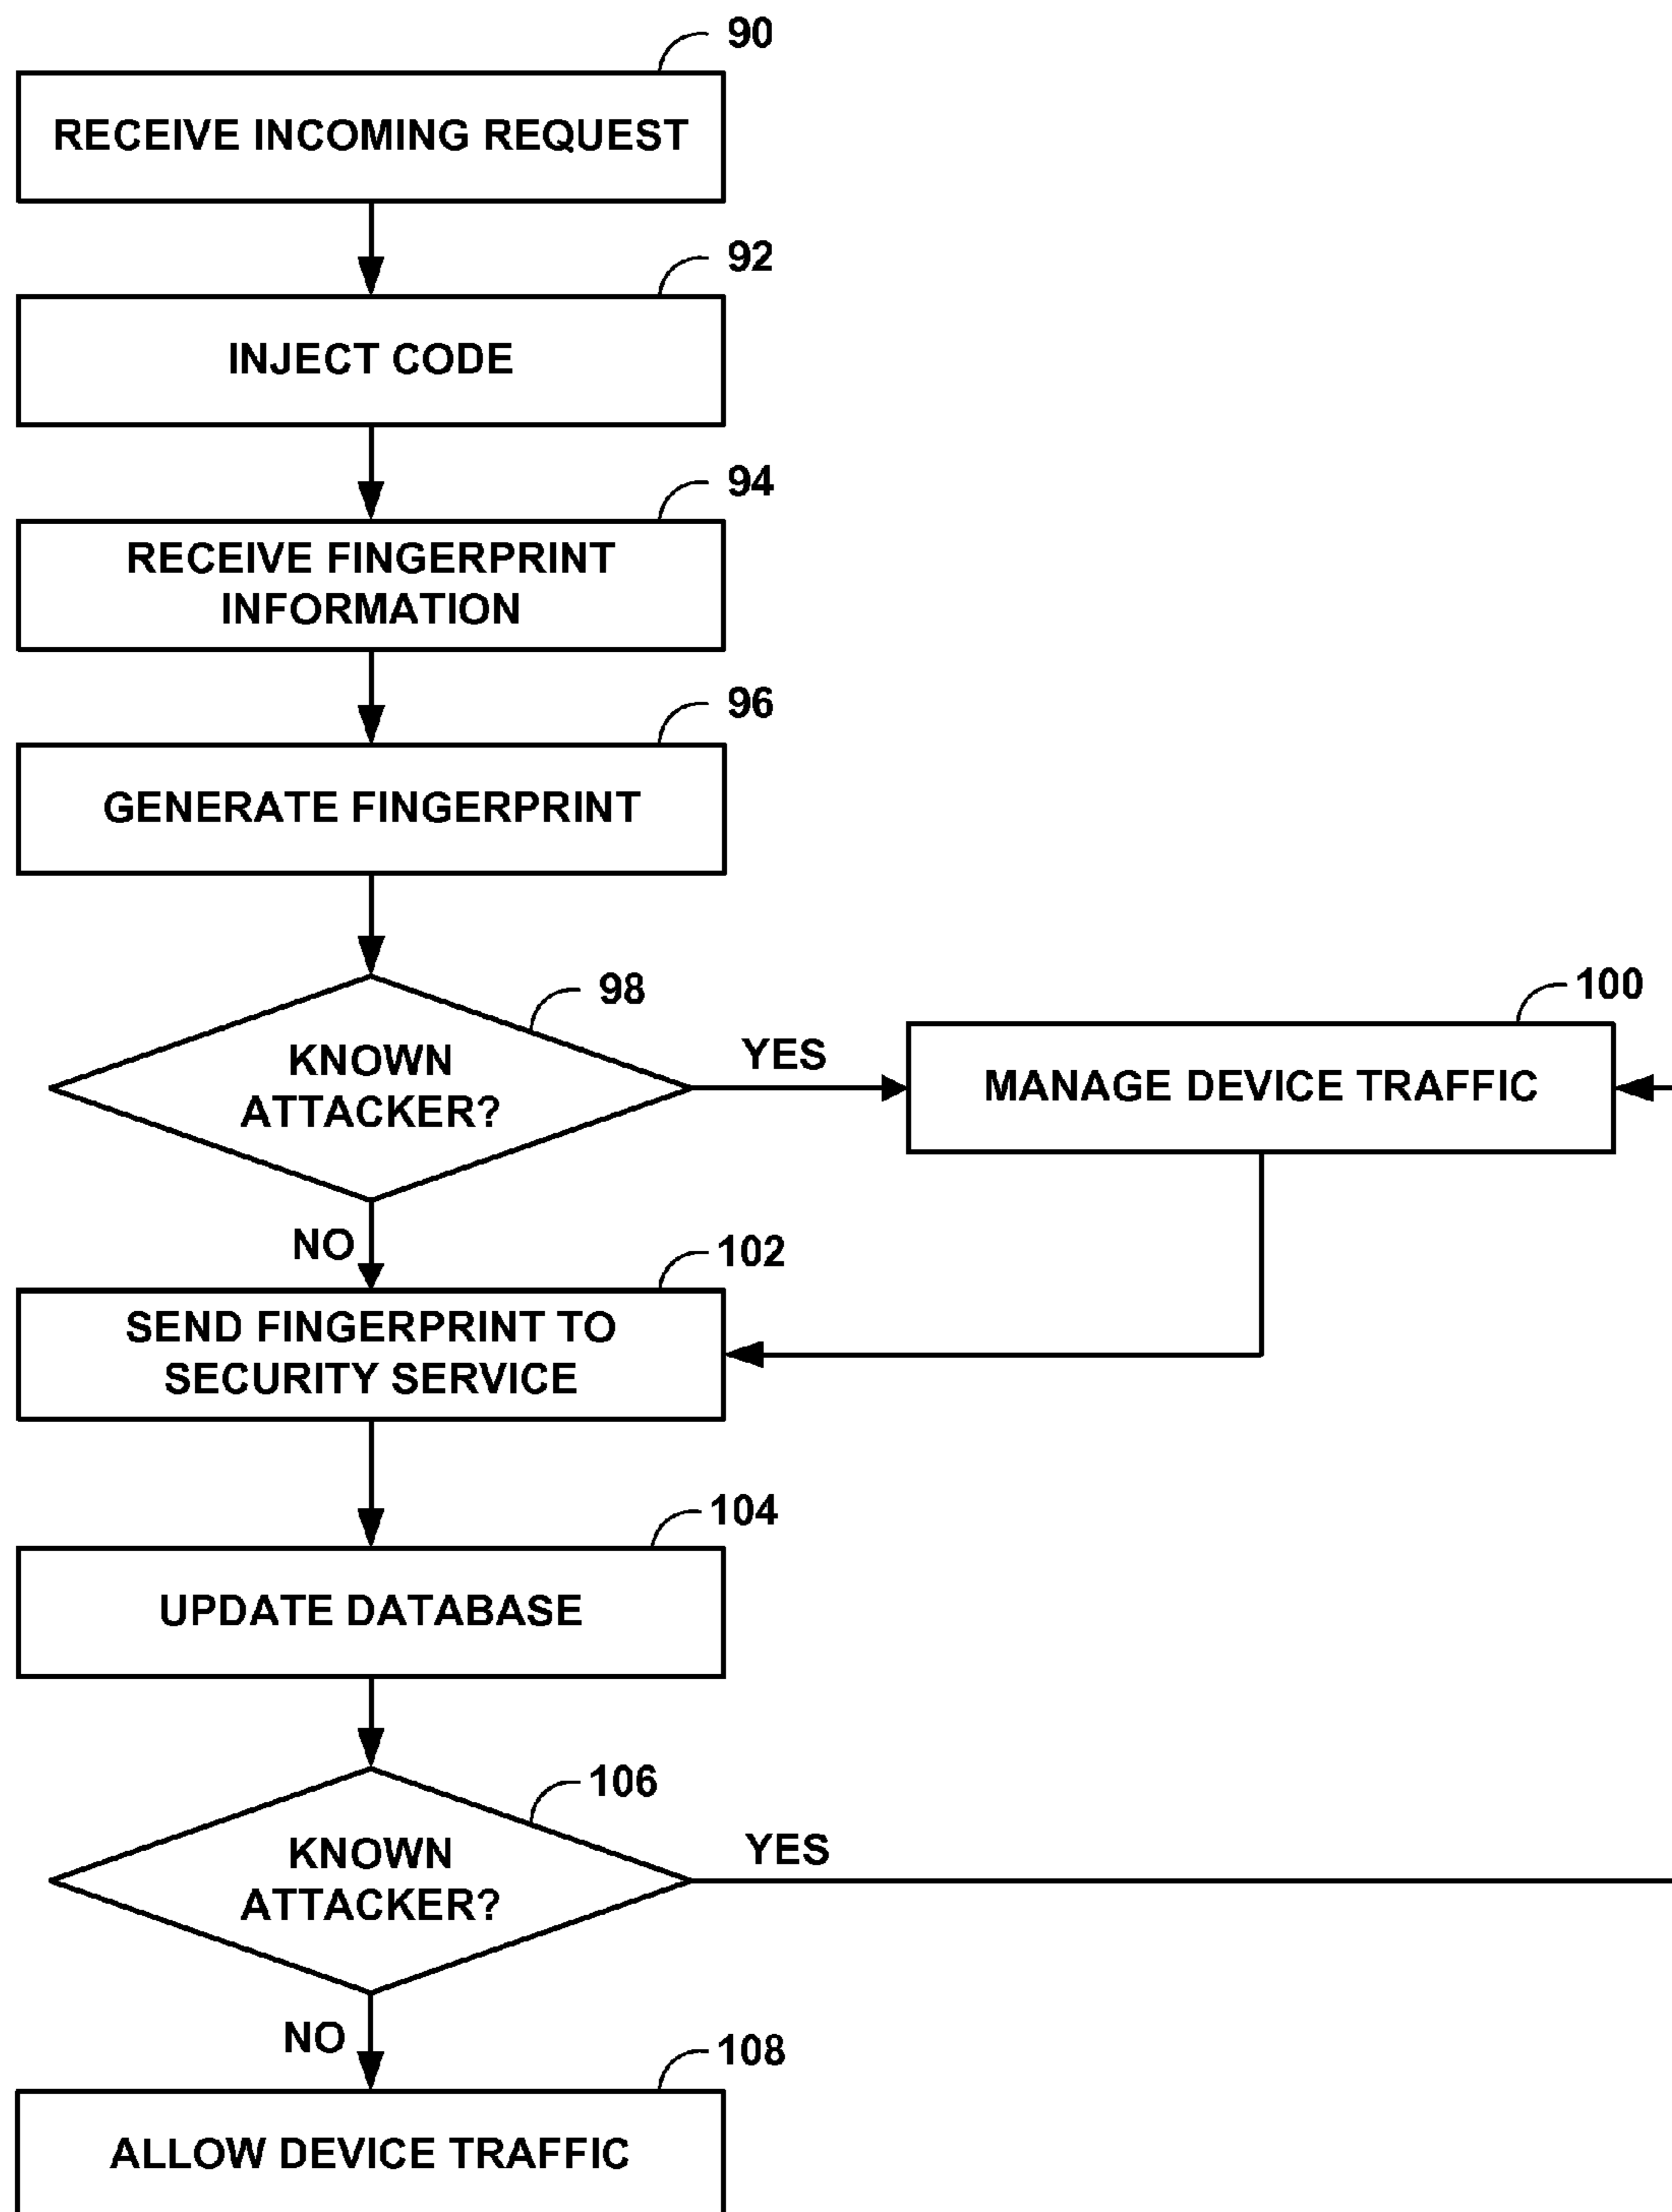 90
RECEIVE INCOMING REQUEST
92
INJECT CODE
94
RECEIVE FINGERPRINT
INFORMATION
96
GENERATE FINGERPRINT
98
KNOWN
ATTACKER?
YES
100
MANAGE DEVICE TRAFFIC
NO
102
SEND FINGERPRINT TO
SECURITY SERVICE
104
UPDATE DATABASE
106
KNOWN
ATTACKER?
YES
NO
108
ALLOW DEVICE TRAFFIC